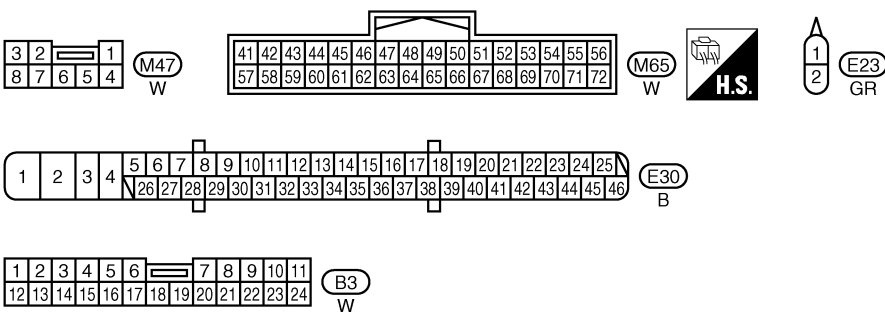 3 2 1
8 7 6 5 4
M47
W
41 42 43 44 45 46 47 48 49 50 51 52 53 54 55 56
57 58 59 60 61 62 63 64 65 66 67 68 69 70 71 72
M65
W
H.S.
1
2
E23
GR
1 2 3 4 5 6 7 8 9 10 11 12 13 14 15 16 17 18 19 20 21 22 23 24 25
26 27 28 29 30 31 32 33 34 35 36 37 38 39 40 41 42 43 44 45 46
E30
B
1 2 3 4 5 6 7 8 9 10 11
12 13 14 15 16 17 18 19 20 21 22 23 24
B3
W